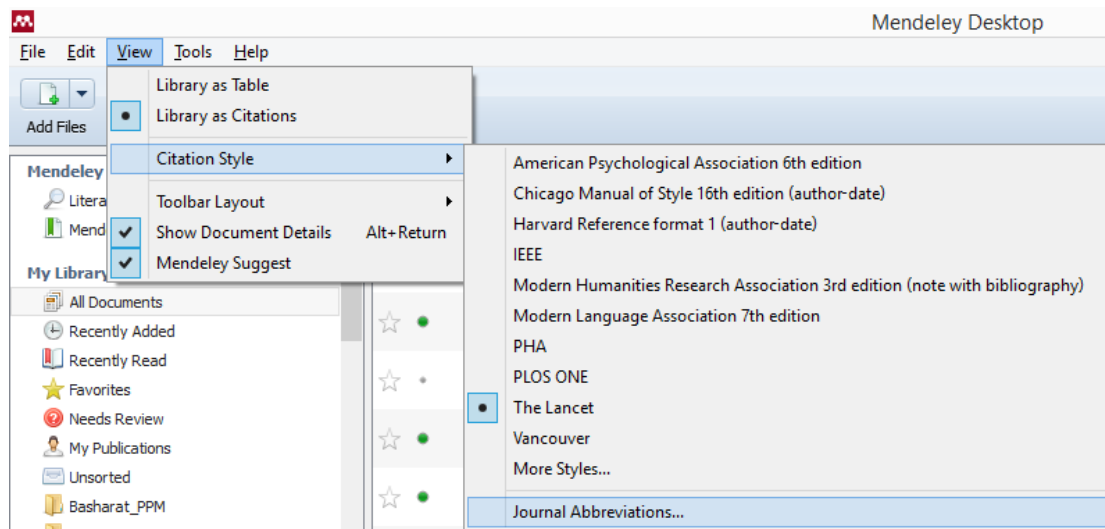 Mendeley Desktop
File Edit View Tools Help
Add Files
Library as Table
Library as Citations
Citation Style
Toolbar Layout
Show Document Details Alt+Return
Mendeley Suggest
American Psychological Association 6th edition
Chicago Manual of Style 16th edition (author-date)
Harvard Reference format 1 (author-date)
IEEE
Modern Humanities Research Association 3rd edition (note with bibliography)
Modern Language Association 7th edition
PHA
PLOS ONE
The Lancet
Vancouver
More Styles...
Journal Abbreviations...
Mendeley
Litera
Mend
My Library
All Documents
Recently Added
Recently Read
Favorites
Needs Review
My Publications
Unsorted
Basharat_PPM